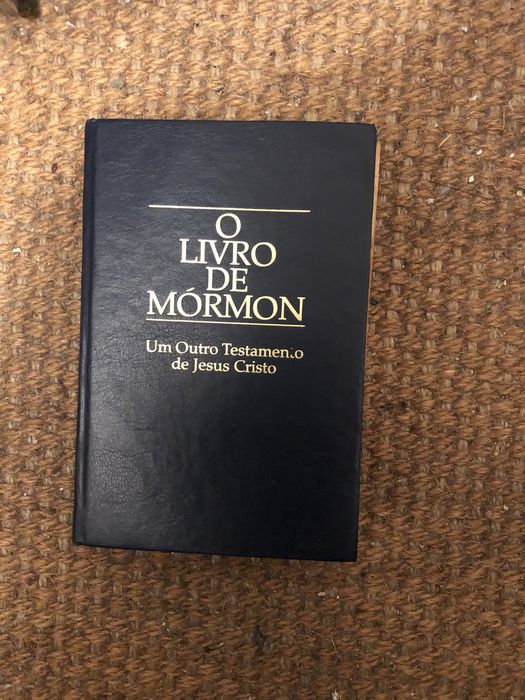 O
LIVRO
DE
MÓRMON
Um Outro Testamento
de Jesus Cristo